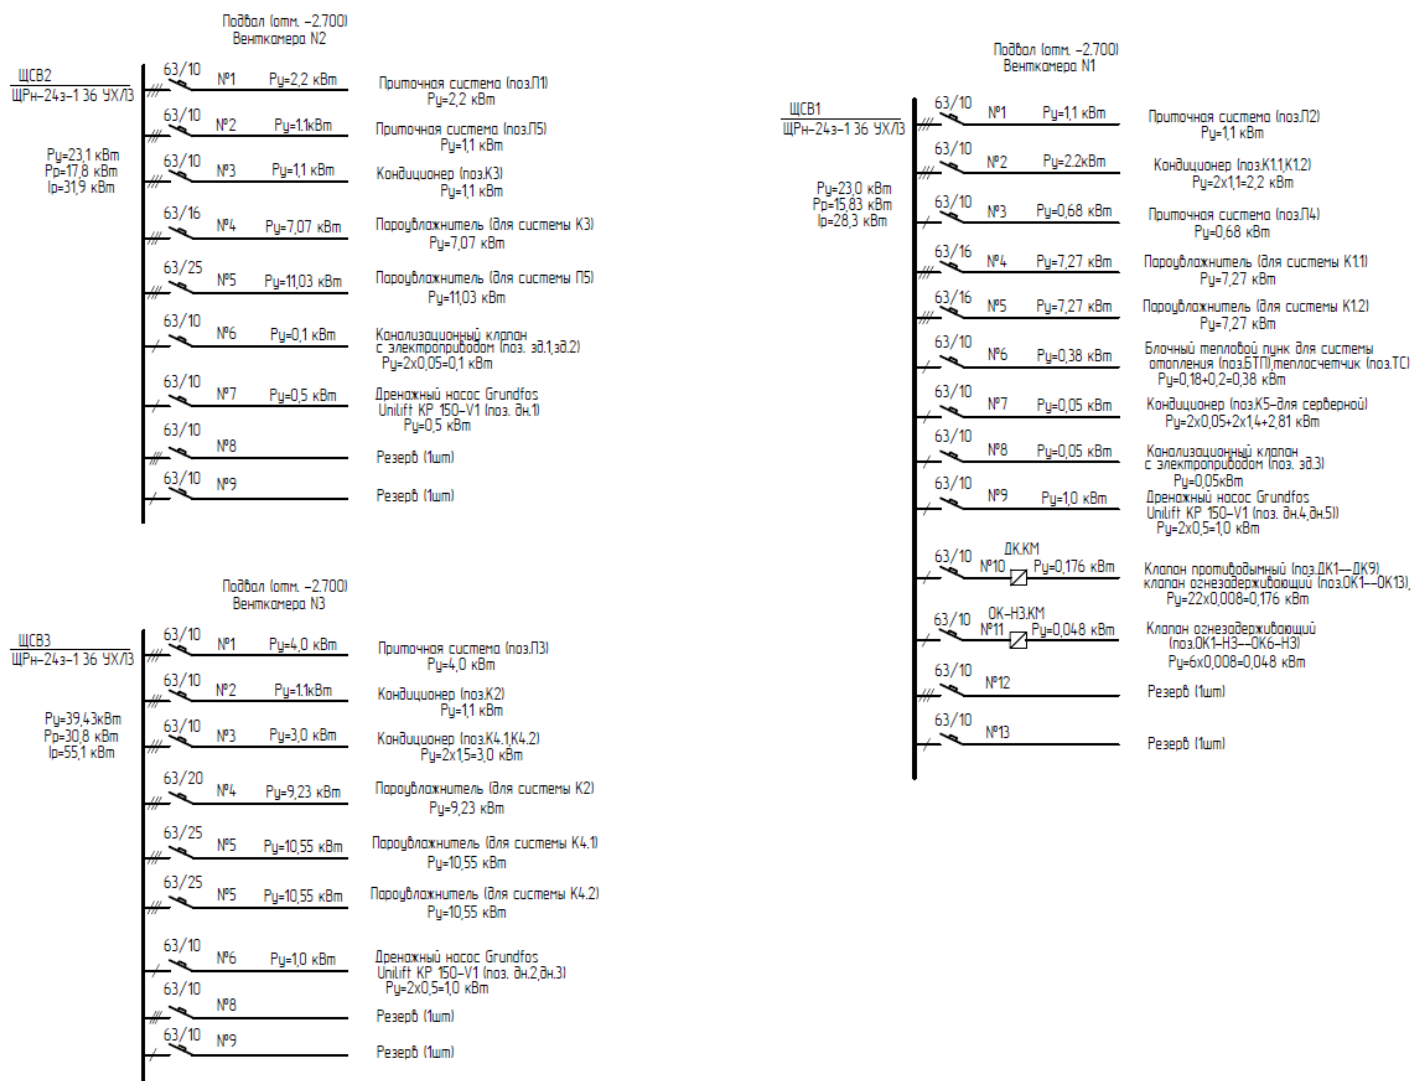 Подвал (отм. -2.700)
Венткамера N2
ЩСВ2
ЩРн-24з-1 36 УХЛ3
Ру=23,1 кВт
Рр=17,8 кВт
Iр=31,9 кВт
63/10 №1 Ру=2,2 кВт
Приточная система (поз.П1)
Ру=2,2 кВт
63/10 №2 Ру=1.1кВт
Приточная система (поз.П5)
Ру=1,1 кВт
63/10 №3 Ру=1,1 кВт
Кондиционер (поз.К3)
Ру=1,1 кВт
63/16 №4 Ру=7,07 кВт
Пароувлажнитель (для системы К3)
Ру=7,07 кВт
63/25 №5 Ру=11,03 кВт
Пароувлажнитель (для системы П5)
Ру=11,03 кВт
63/10 №6 Ру=0,1 кВт
Канализационный клапан
с электроприводом (поз. зд.1,зд.2)
Ру=2х0,05=0,1 кВт
63/10 №7 Ру=0,5 кВт
Дренажный насос Grundfos
Unilift KP 150-V1 (поз. дн.1)
Ру=0,5 кВт
63/10 №8
Резерв (1шт)
63/10 №9
Резерв (1шт)
Подвал (отм. -2.700)
Венткамера N3
ЩСВ3
ЩРн-24з-1 36 УХЛ3
Ру=39,43кВт
Рр=30,8 кВт
Iр=55,1 кВт
63/10 №1 Ру=4,0 кВт
Приточная система (поз.П3)
Ру=4,0 кВт
63/10 №2 Ру=1.1кВт
Кондиционер (поз.К2)
Ру=1,1 кВт
63/10 №3 Ру=3,0 кВт
Кондиционер (поз.К4.1,К4.2)
Ру=2х1,5=3,0 кВт
63/20 №4 Ру=9,23 кВт
Пароувлажнитель (для системы К2)
Ру=9,23 кВт
63/25 №5 Ру=10,55 кВт
Пароувлажнитель (для системы К4.1)
Ру=10,55 кВт
63/25 №5 Ру=10,55 кВт
Пароувлажнитель (для системы К4.2)
Ру=10,55 кВт
63/10 №6 Ру=1,0 кВт
Дренажный насос Grundfos
Unilift KP 150-V1 (поз. дн.2,дн.3)
Ру=2х0,5=1,0 кВт
63/10 №8
Резерв (1шт)
63/10 №9
Резерв (1шт)
Подвал (отм. -2.700)
Венткамера N1
ЩСВ1
ЩРн-24з-1 36 УХЛ3
Ру=23,0 кВт
Рр=15,83 кВт
Iр=28,3 кВт
63/10 №1 Ру=1,1 кВт
Приточная система (поз.П2)
Ру=1,1 кВт
63/10 №2 Ру=2.2кВт
Кондиционер (поз.К1.1,К1.2)
Ру=2х1,1=2,2 кВт
63/10 №3 Ру=0,68 кВт
Приточная система (поз.П4)
Ру=0,68 кВт
63/16 №4 Ру=7,27 кВт
Пароувлажнитель (для системы К1.1)
Ру=7,27 кВт
63/16 №5 Ру=7,27 кВт
Пароувлажнитель (для системы К1.2)
Ру=7,27 кВт
63/10 №6 Ру=0,38 кВт
Блочный тепловой пунк для системы
отопления (поз.БТП),теплосчетчик (поз.ТС)
Ру=0,18+0,2=0,38 кВт
63/10 №7 Ру=0,05 кВт
Кондиционер (поз.К5-для серверной)
Ру=2х0,05+2х1,4+2,81 кВт
63/10 №8 Ру=0,05 кВт
Канализационный клапан
с электроприводом (поз. зд.3)
Ру=0,05кВт
63/10 №9 Ру=1,0 кВт
Дренажный насос Grundfos
Unilift KP 150-V1 (поз. дн.4,дн.5))
Ру=2х0,5=1,0 кВт
63/10 №10 ДК.КМ Ру=0,176 кВт
Клапан противодымный (поз.ДК1--ДК9),
клапан огнезадерживающий (поз.ОК1--ОК13),
Ру=22х0,008=0,176 кВт
63/10 №11 ОК-НЗ.КМ Ру=0,048 кВт
Клапан огнезадерживающий
(поз.ОК1-НЗ--ОК6-НЗ)
Ру=6х0,008=0,048 кВт
63/10 №12
Резерв (1шт)
63/10 №13
Резерв (1шт)